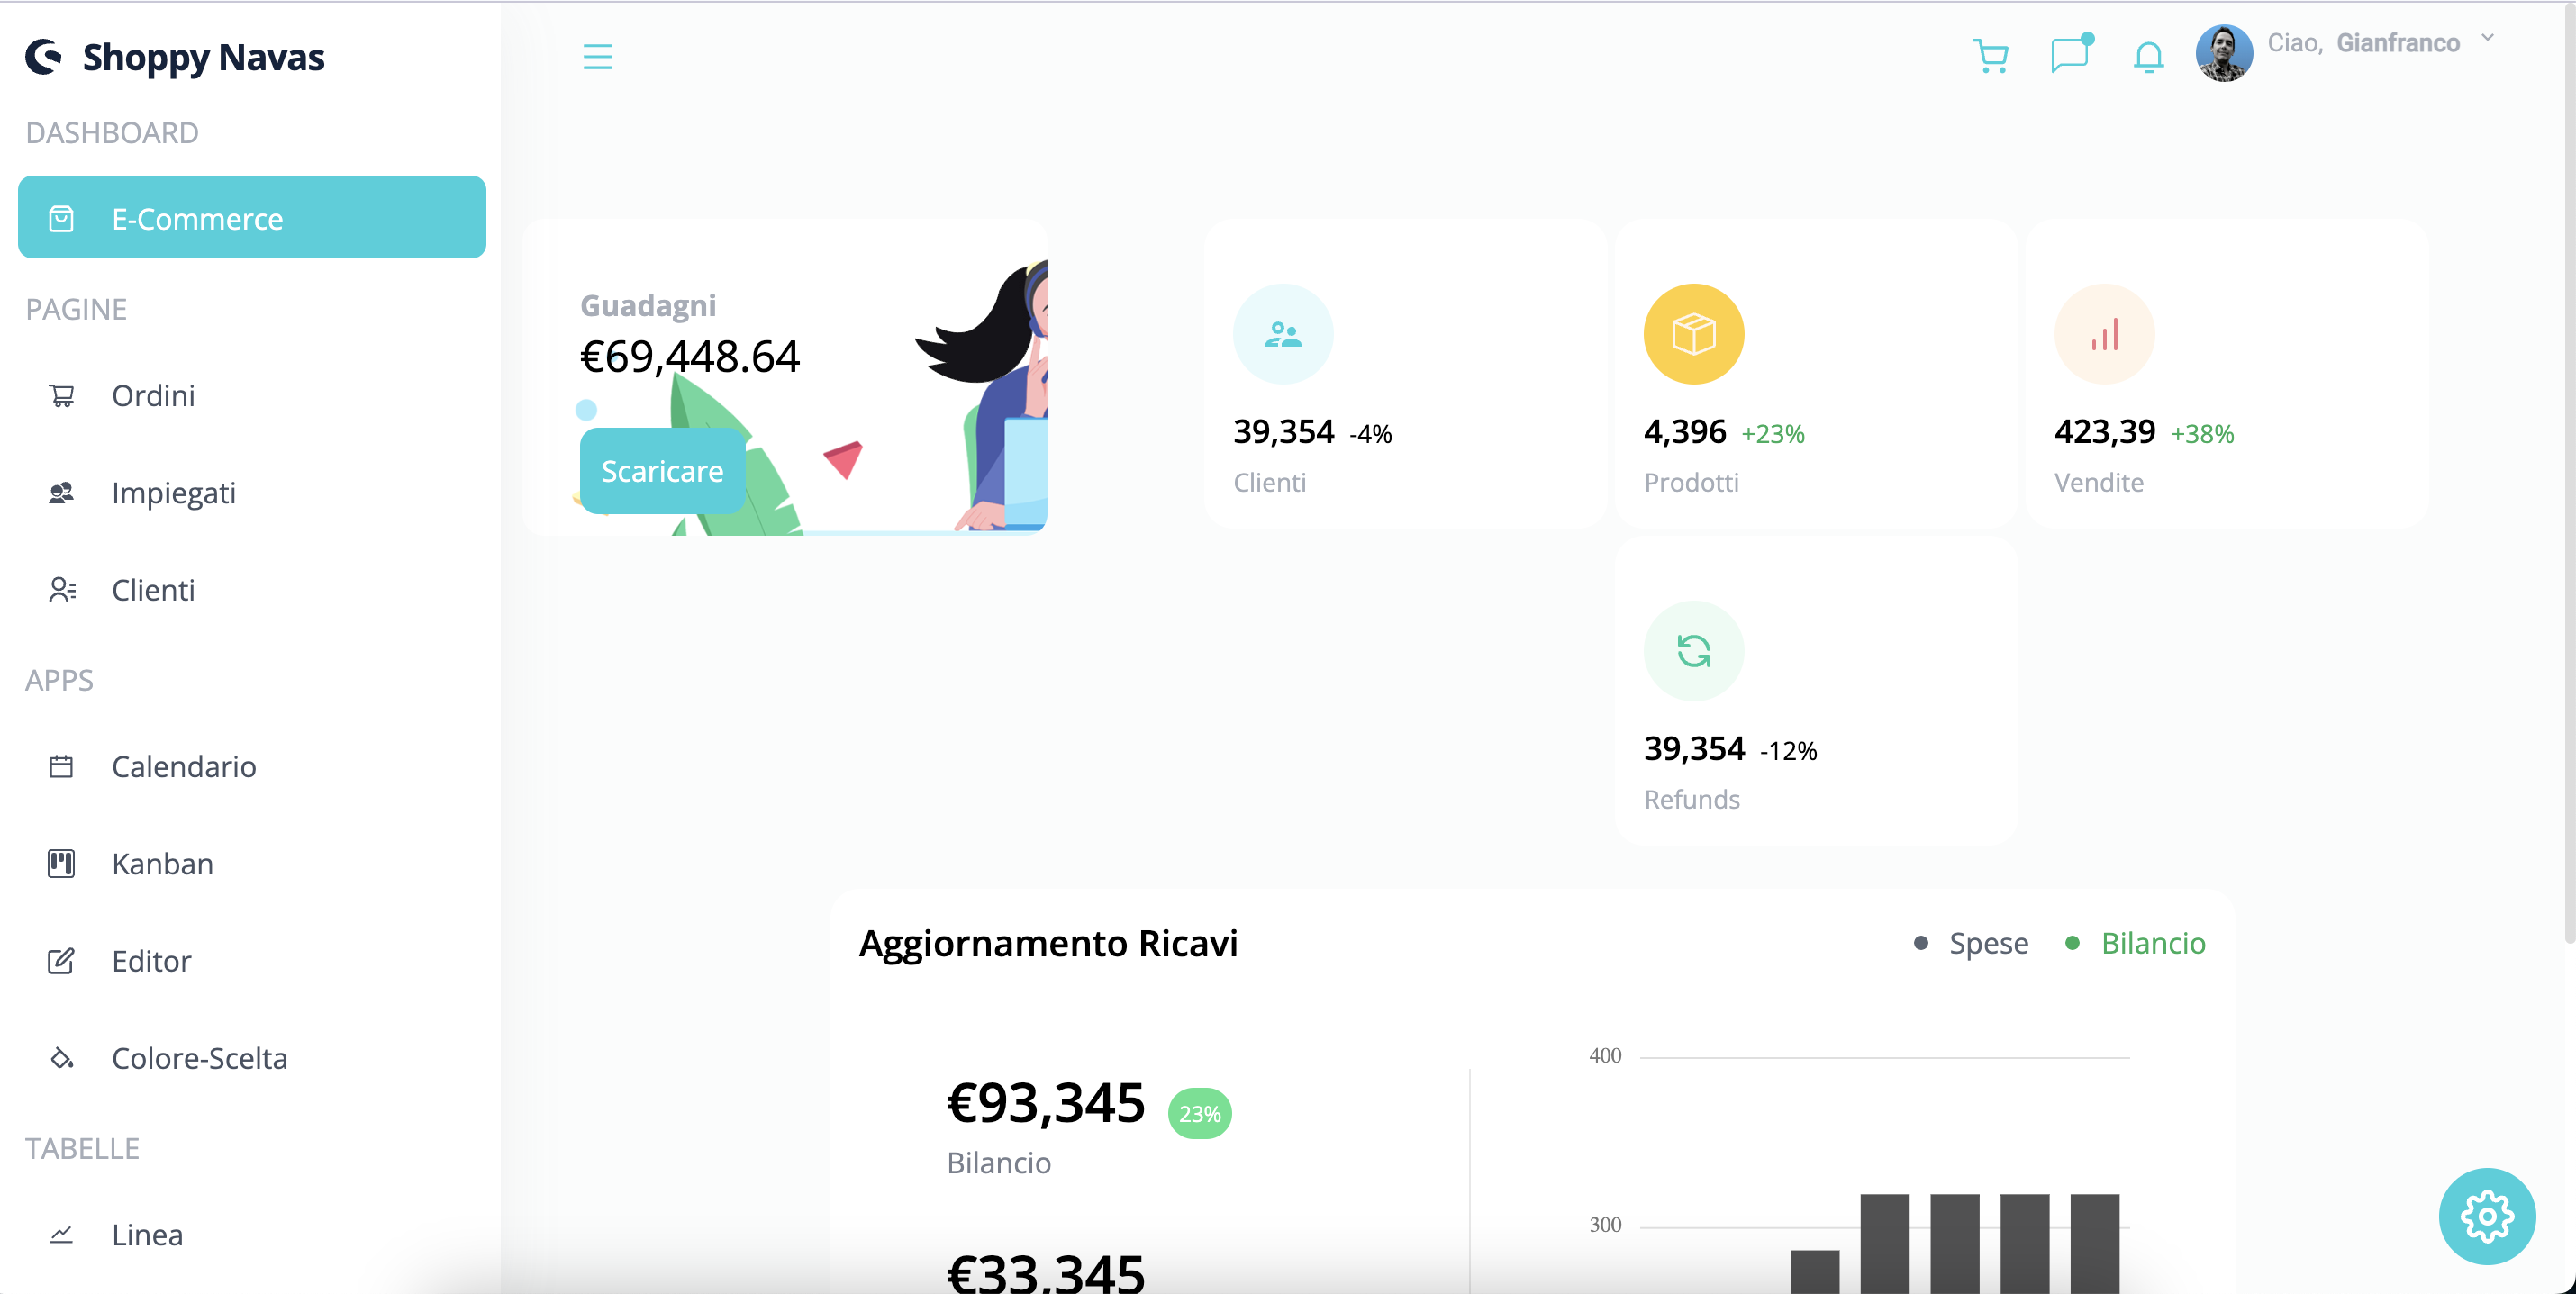 Shoppy Navas
DASHBOARD
E-Commerce
PAGINE
Ordini
Impiegati
Clienti
APPS
Calendario
Kanban
Editor
Colore-Scelta
TABELLE
Linea
Ciao, Gianfranco
Guadagni
€69,448.64
Scaricare
39,354 -4%
Clienti
4,396 +23%
Prodotti
423,39 +38%
Vendite
39,354 -12%
Refunds
Aggiornamento Ricavi
Spese
Bilancio
€93,345 23%
Bilancio
€33,345
400
300